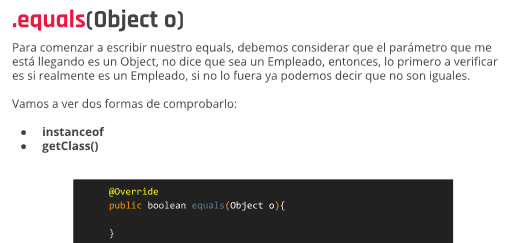 .equals(Object o)
Para comenzar a escribir nuestro equals, debemos considerar que el parámetro que me
está llegando es un Object, no dice que sea un Empleado, entonces, lo primero a verificar
es si realmente es un Empleado, si no lo fuera ya podemos decir que no son iguales.
Vamos a ver dos formas de comprobarlo:
● instanceof
● getClass()
@Override
public boolean equals(Object o){
}